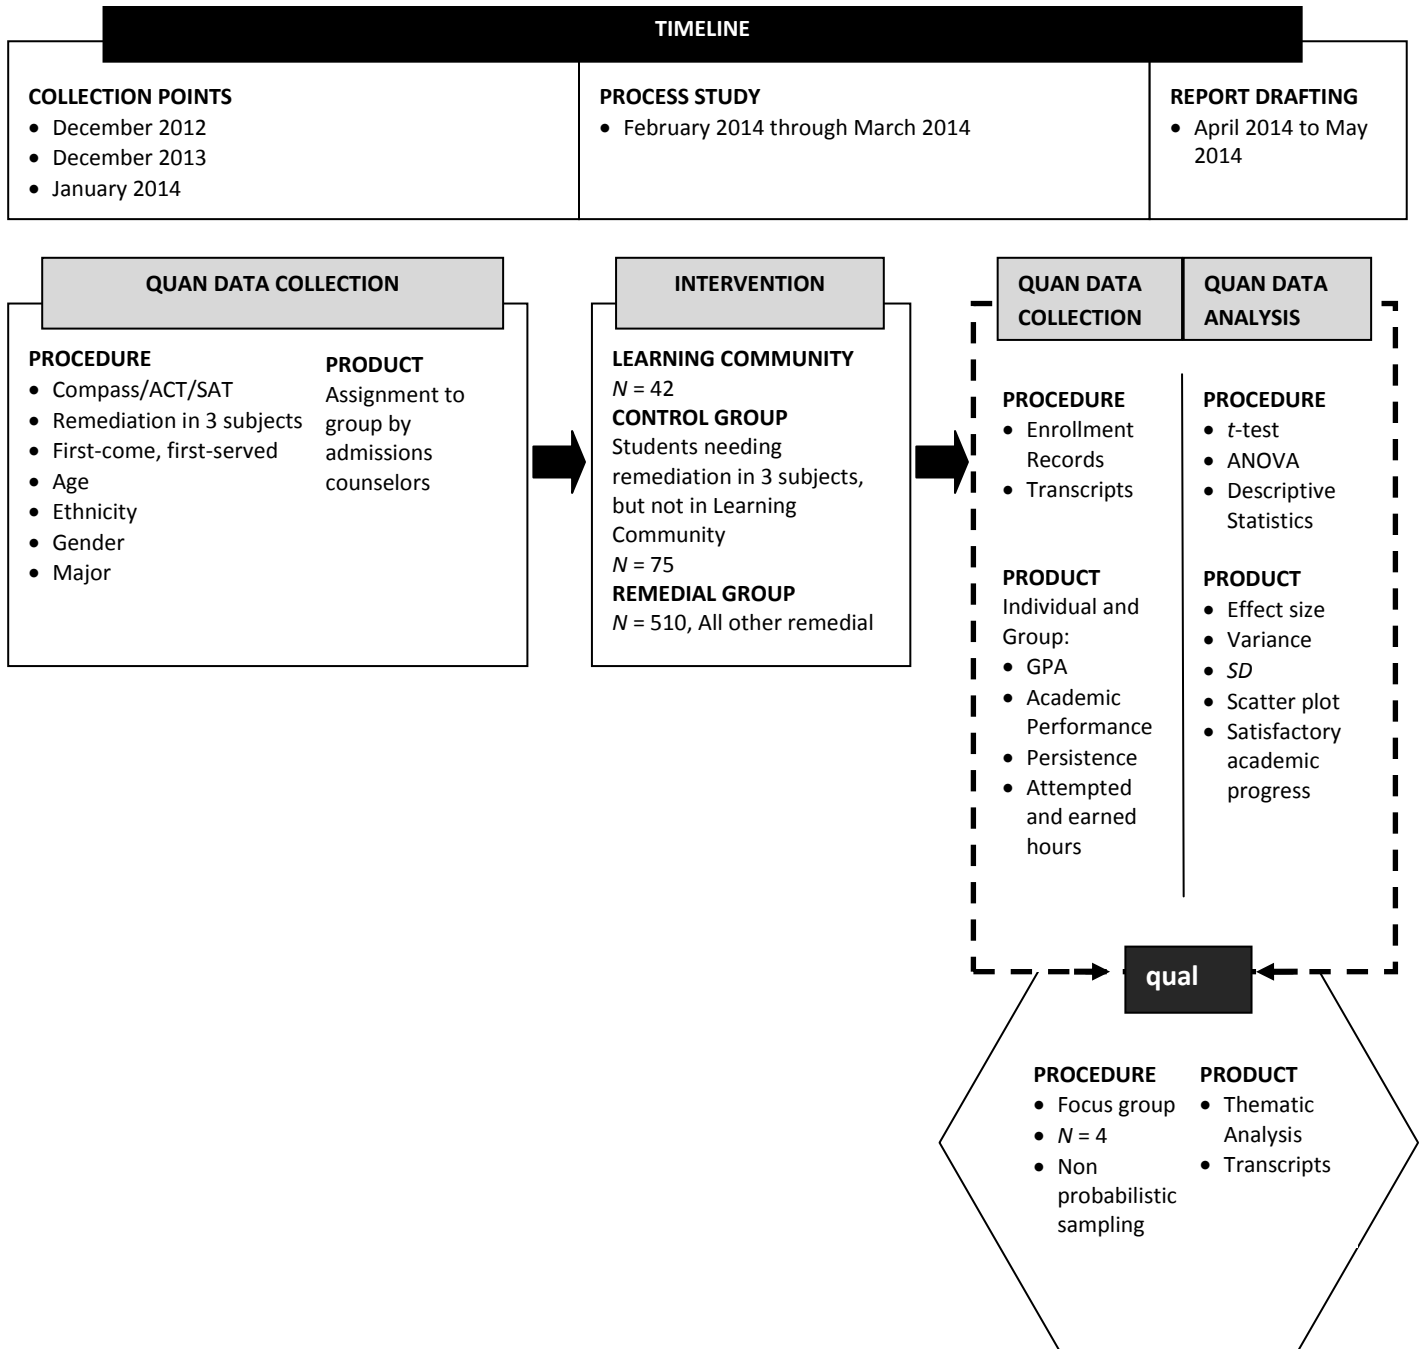 TIMELINE
COLLECTION POINTS
• December 2012
• December 2013
• January 2014
PROCESS STUDY
• February 2014 through March 2014
REPORT DRAFTING
• April 2014 to May
2014
QUAN DATA COLLECTION
PROCEDURE
• Compass/ACT/SAT
• Remediation in 3 subjects
• First-come, first-served
• Age
• Ethnicity
• Gender
• Major
PRODUCT
Assignment to
group by
admissions
counselors
INTERVENTION
LEARNING COMMUNITY
N = 42
CONTROL GROUP
Students needing
remediation in 3 subjects,
but not in Learning
Community
N = 75
REMEDIAL GROUP
N = 510, All other remedial
QUAN DATA
COLLECTION
PROCEDURE
• Enrollment
Records
• Transcripts
PRODUCT
Individual and
Group:
• GPA
• Academic
Performance
• Persistence
• Attempted
and earned
hours
QUAN DATA
ANALYSIS
PROCEDURE
• t-test
• ANOVA
• Descriptive
Statistics
PRODUCT
• Effect size
• Variance
• SD
• Scatter plot
• Satisfactory
academic
progress
qual
PROCEDURE
• Focus group
• N = 4
• Non
probabilistic
sampling
PRODUCT
• Thematic
Analysis
• Transcripts